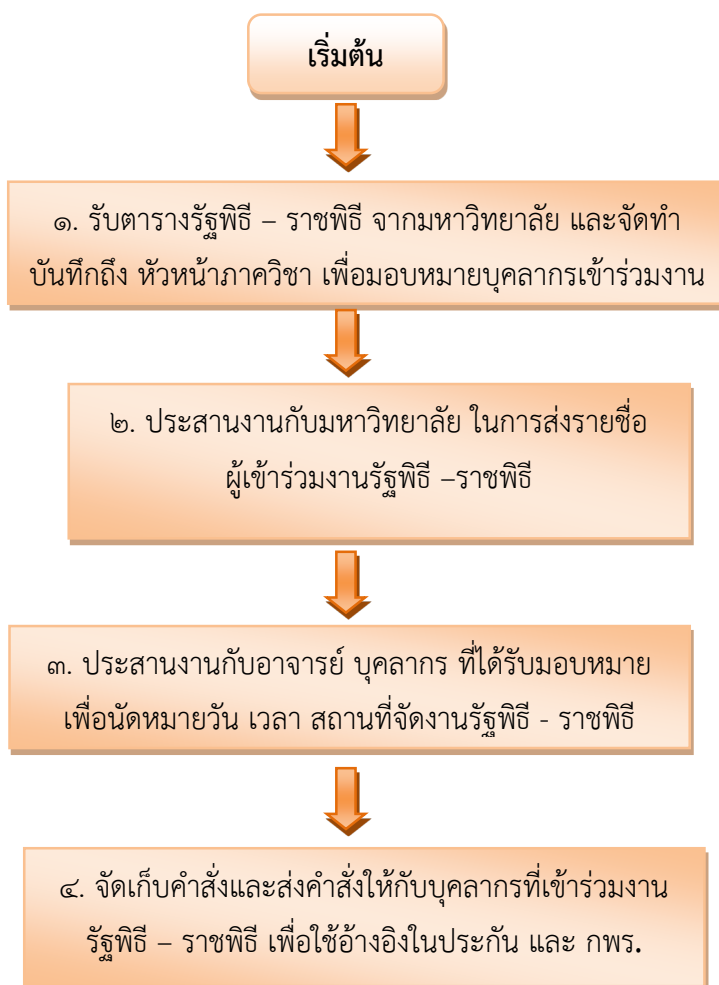 เริ่มต้น
๑. รับตารางรัฐพิธี – ราชพิธี จากมหาวิทยาลัย และจัดทำ
บันทึกถึง หัวหน้าภาควิชา เพื่อมอบหมายบุคลากรเข้าร่วมงาน
๒. ประสานงานกับมหาวิทยาลัย ในการส่งรายชื่อ
ผู้เข้าร่วมงานรัฐพิธี –ราชพิธี
๓. ประสานงานกับอาจารย์ บุคลากร ที่ได้รับมอบหมาย
เพื่อนัดหมายวัน เวลา สถานที่จัดงานรัฐพิธี - ราชพิธี
๔. จัดเก็บคำสั่งและส่งคำสั่งให้กับบุคลากรที่เข้าร่วมงาน
รัฐพิธี – ราชพิธี เพื่อใช้อ้างอิงในประกัน และ กพร.